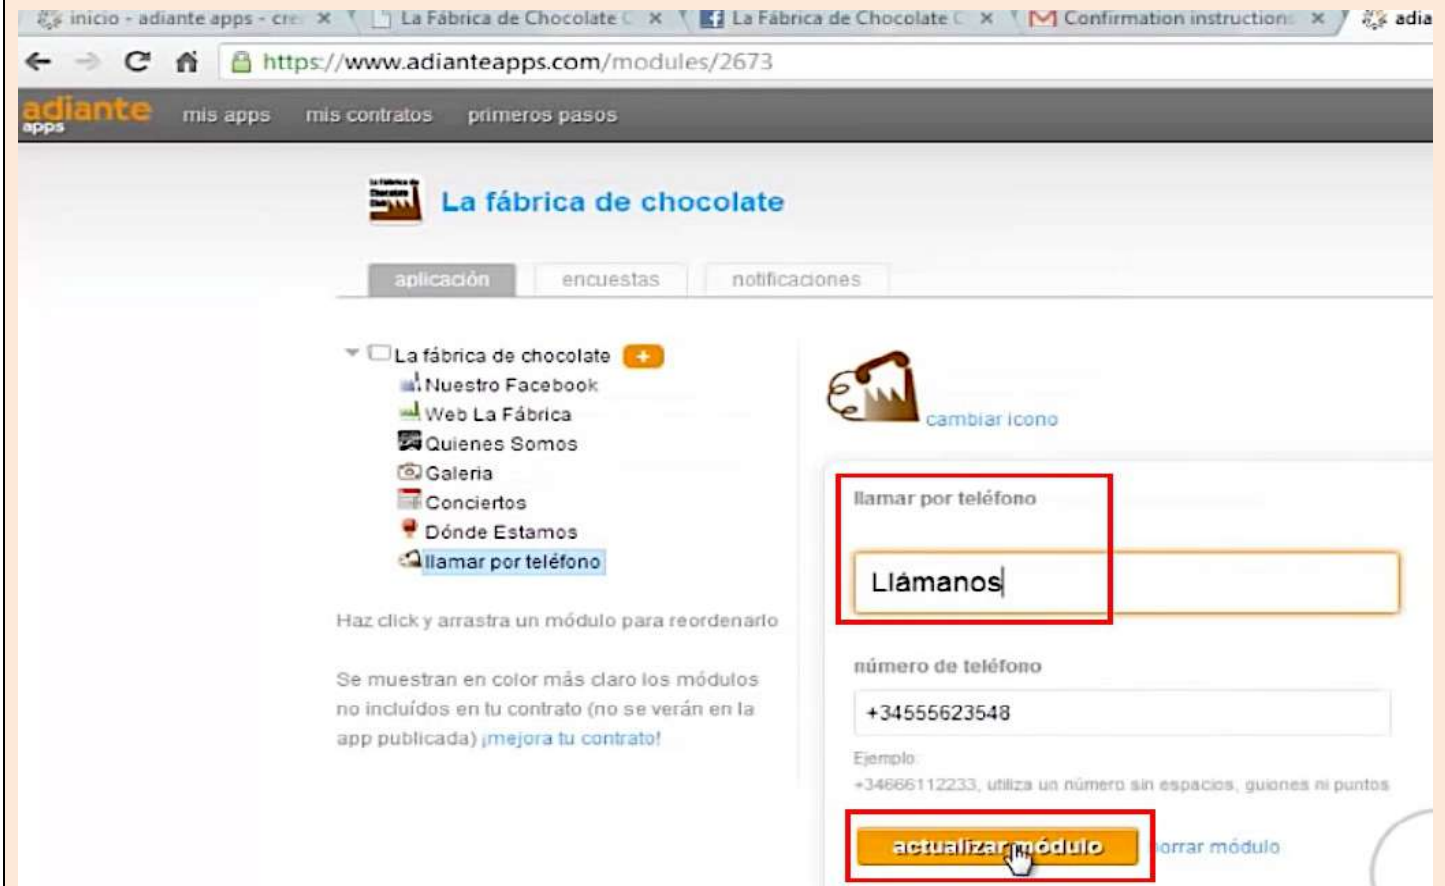 inicio - adiante apps - cre
La Fábrica de Chocolate C
La Fábrica de Chocolate C
Confirmation instructions
adia
https://www.adianteapps.com/modules/2673
adiante apps
mis apps
mis contratos
primeros pasos
La fábrica de chocolate
aplicación
encuestas
notificaciones
La fábrica de chocolate
+
Nuestro Facebook
Web La Fábrica
Quienes Somos
Galeria
Conciertos
Dónde Estamos
llamar por teléfono
Haz click y arrastra un módulo para reordenarlo
Se muestran en color más claro los módulos
no incluídos en tu contrato (no se verán en la
app publicada) ¡mejora tu contrato!
cambiar icono
llamar por teléfono
Llámanos
número de teléfono
+34555623548
Ejemplo:
+34666112233, utiliza un número sin espacios, guiones ni puntos
actualizar módulo
orrar módulo